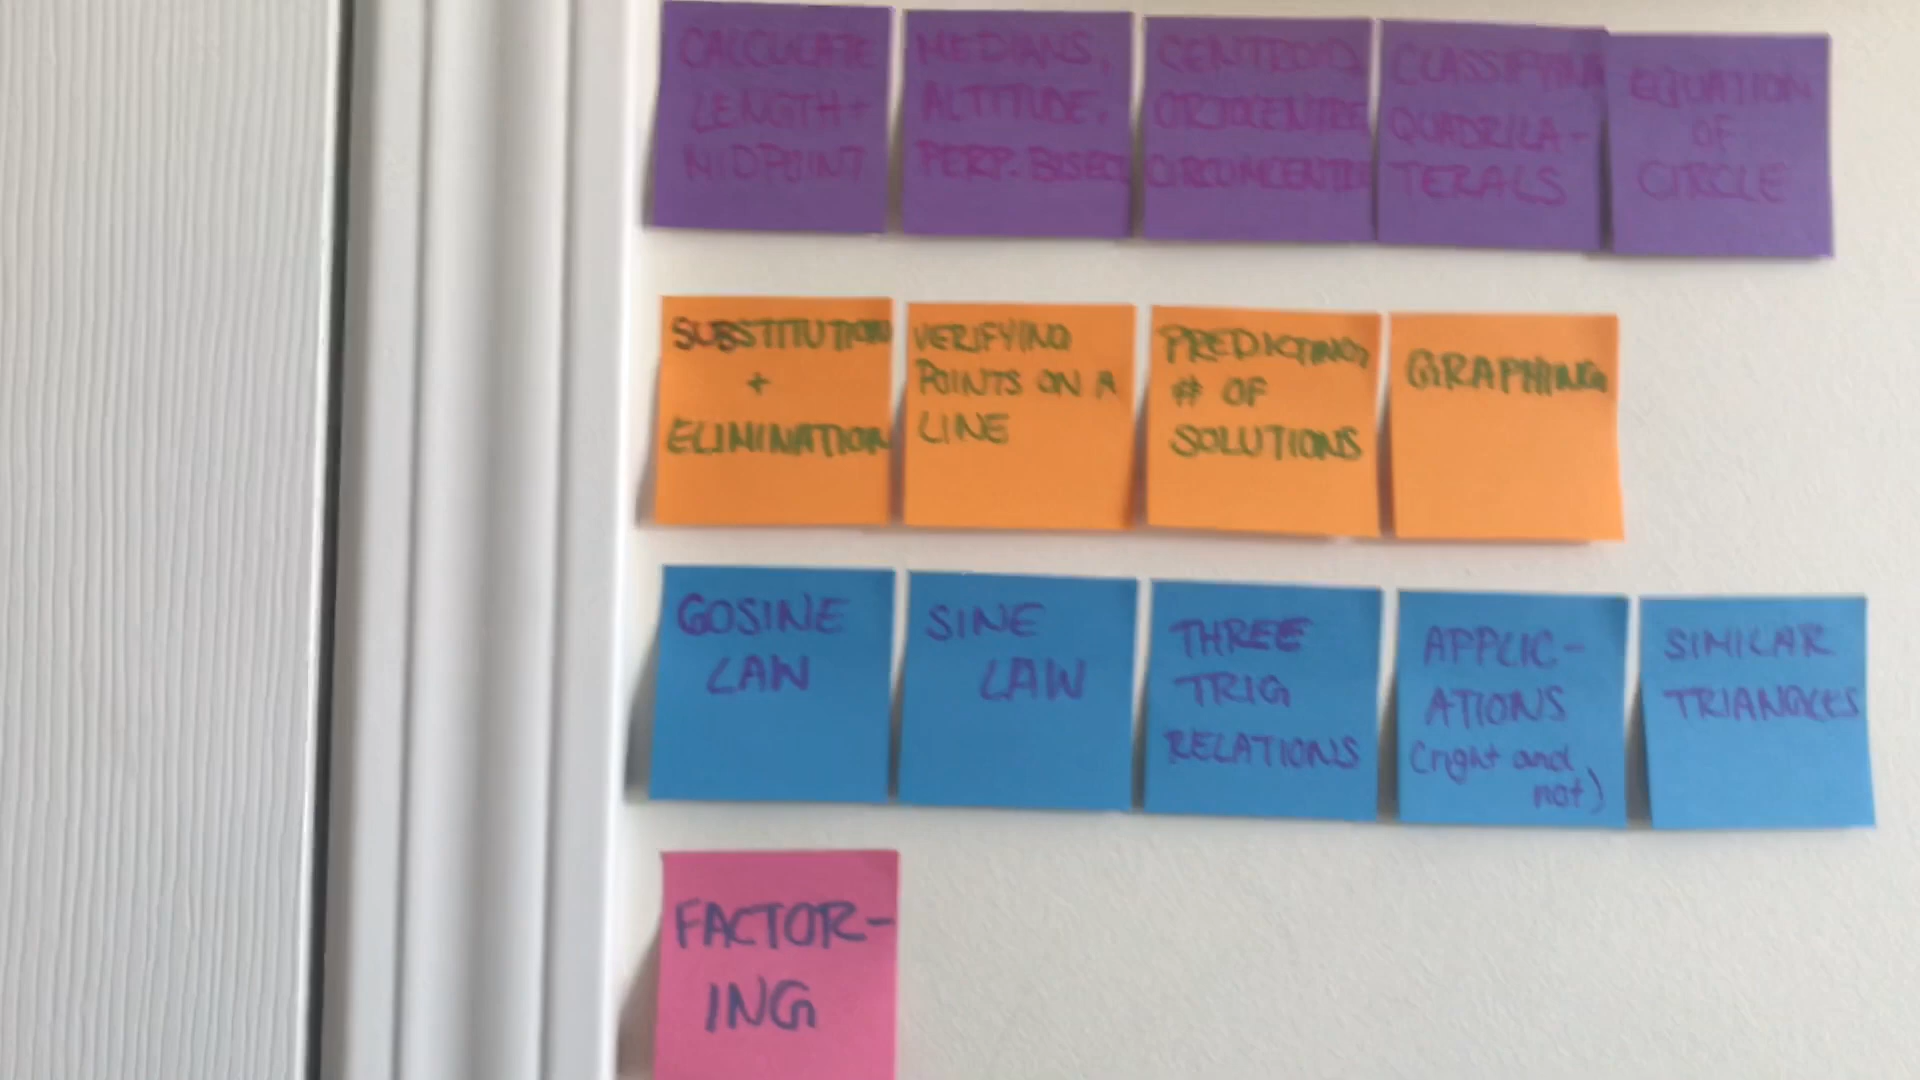 CALCULATE
LENGTH +
MIDPOINT
MEDIANS,
ALTITUDE,
PERP. BISECT
CENTROID,
ORTOCENTRE
CIRCUMCENTRE
CLASSIFYING
QUADRILA-
TERALS
EQUATION
OF
CIRCLE
SUBSTITUTION
+
ELIMINATION
VERIFYING
POINTS ON A
LINE
PREDICTING
# OF
SOLUTIONS
GRAPHING
COSINE
LAW
SINE
LAW
THREE
TRIG
RELATIONS
APPLIC-
ATIONS
(right and
not)
SIMILAR
TRIANGLES
FACTOR-
ING